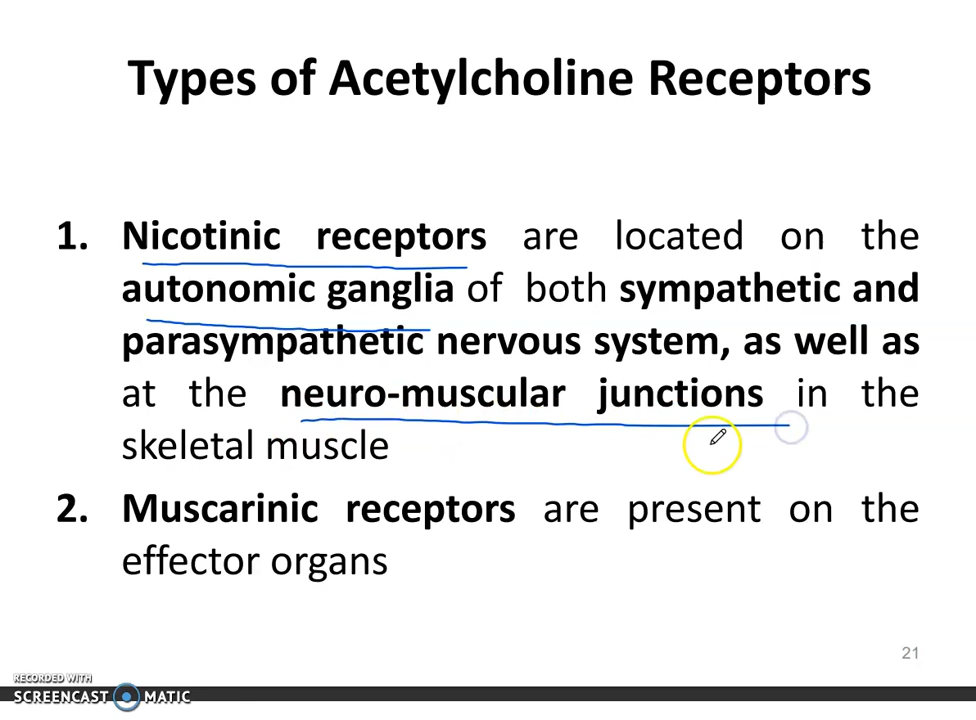 Types of Acetylcholine Receptors
1. Nicotinic receptors are located on the
autonomic ganglia of both sympathetic and
parasympathetic nervous system, as well as
at the neuro-muscular junctions in the
skeletal muscle
2. Muscarinic receptors are present on the
effector organs
21
RECORDED WITH
SCREENCAST MATIC